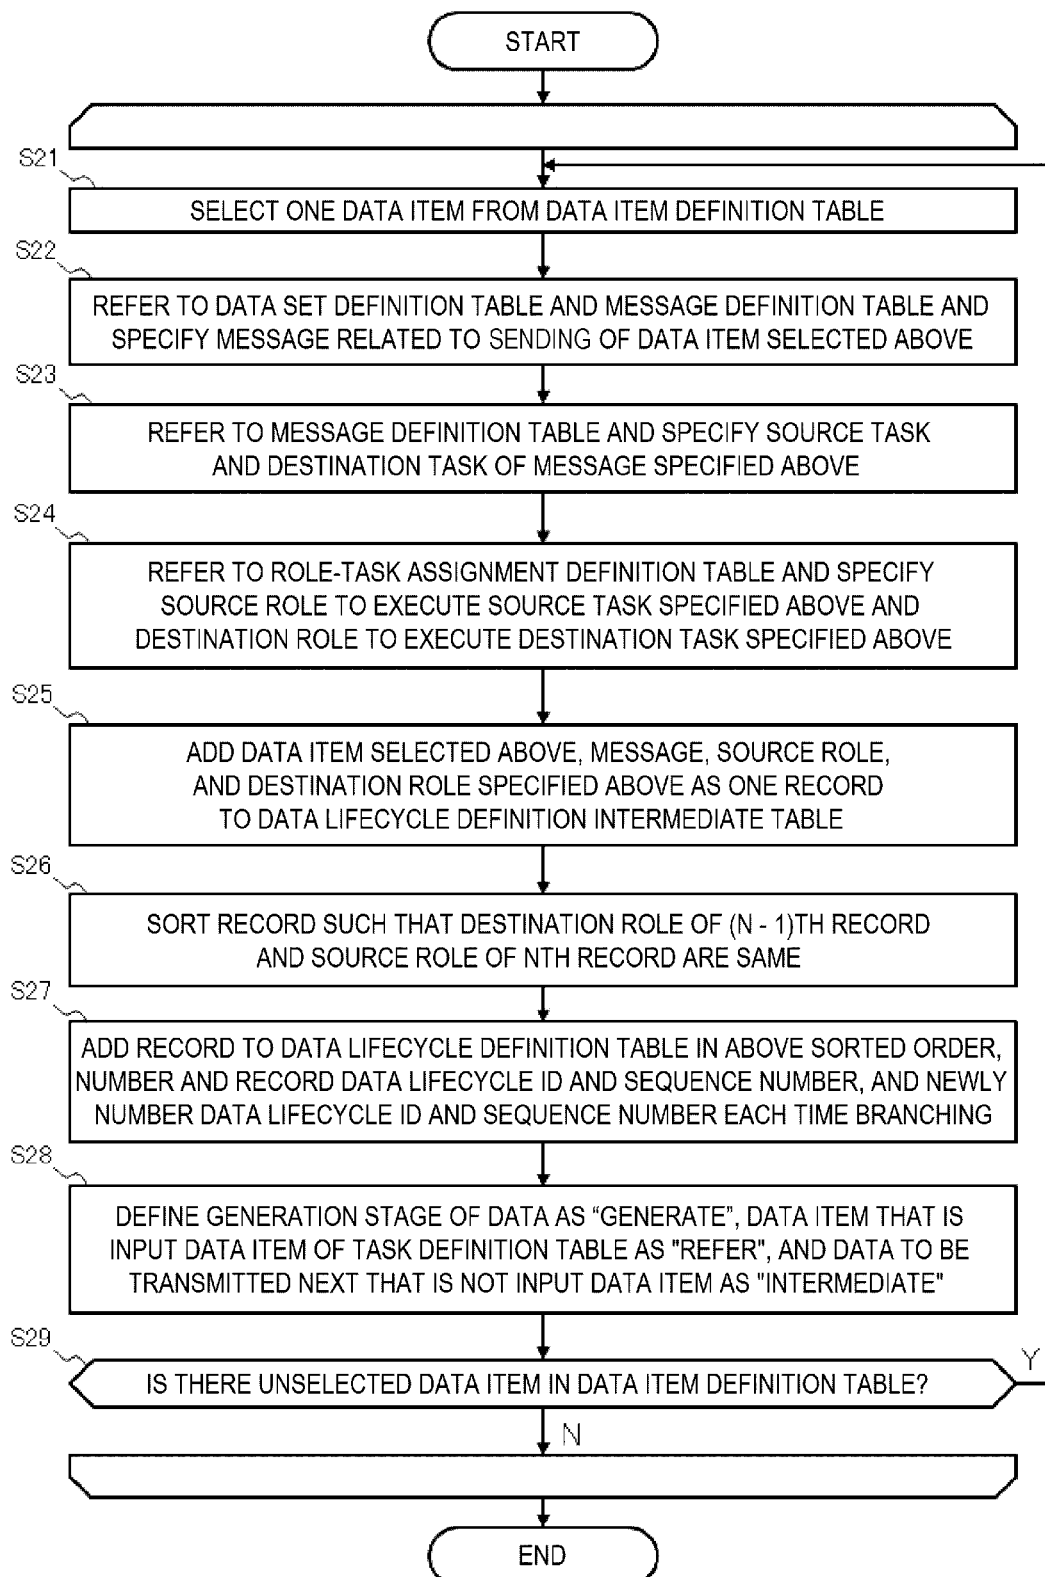 START
S21
SELECT ONE DATA ITEM FROM DATA ITEM DEFINITION TABLE
S22
REFER TO DATA SET DEFINITION TABLE AND MESSAGE DEFINITION TABLE AND
SPECIFY MESSAGE RELATED TO SENDING OF DATA ITEM SELECTED ABOVE
S23
REFER TO MESSAGE DEFINITION TABLE AND SPECIFY SOURCE TASK
AND DESTINATION TASK OF MESSAGE SPECIFIED ABOVE
S24
REFER TO ROLE-TASK ASSIGNMENT DEFINITION TABLE AND SPECIFY
SOURCE ROLE TO EXECUTE SOURCE TASK SPECIFIED ABOVE AND
DESTINATION ROLE TO EXECUTE DESTINATION TASK SPECIFIED ABOVE
S25
ADD DATA ITEM SELECTED ABOVE, MESSAGE, SOURCE ROLE,
AND DESTINATION ROLE SPECIFIED ABOVE AS ONE RECORD
TO DATA LIFECYCLE DEFINITION INTERMEDIATE TABLE
S26
SORT RECORD SUCH THAT DESTINATION ROLE OF (N - 1)TH RECORD
AND SOURCE ROLE OF NTH RECORD ARE SAME
S27
ADD RECORD TO DATA LIFECYCLE DEFINITION TABLE IN ABOVE SORTED ORDER,
NUMBER AND RECORD DATA LIFECYCLE ID AND SEQUENCE NUMBER, AND NEWLY
NUMBER DATA LIFECYCLE ID AND SEQUENCE NUMBER EACH TIME BRANCHING
S28
DEFINE GENERATION STAGE OF DATA AS “GENERATE”, DATA ITEM THAT IS
INPUT DATA ITEM OF TASK DEFINITION TABLE AS "REFER", AND DATA TO BE
TRANSMITTED NEXT THAT IS NOT INPUT DATA ITEM AS "INTERMEDIATE"
S29
IS THERE UNSELECTED DATA ITEM IN DATA ITEM DEFINITION TABLE?
Y
N
END